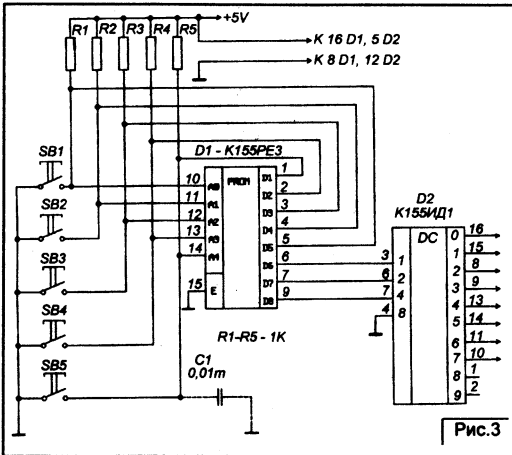 R1 R2 R3 R4 R5 +5V
К 16 D1, 5 D2
К 8 D1, 12 D2
D1 - К155РЕ3
SB1
SB2
SB3
SB4
SB5
10 A0 PROM D1 1
11 A1 D2 2
12 A2 D3 3
13 A3 D4 4
14 A4 D5 5
D6 6
15 E D7 7
D8 9
R1-R5 - 1K
C1
0,01m
D2
К155ИД1
DC
3 1
6 2
7 4
4 8
0 16
1 15
2 8
3 9
4 13
5 14
6 11
7 10
8 1
9 2
Рис.3